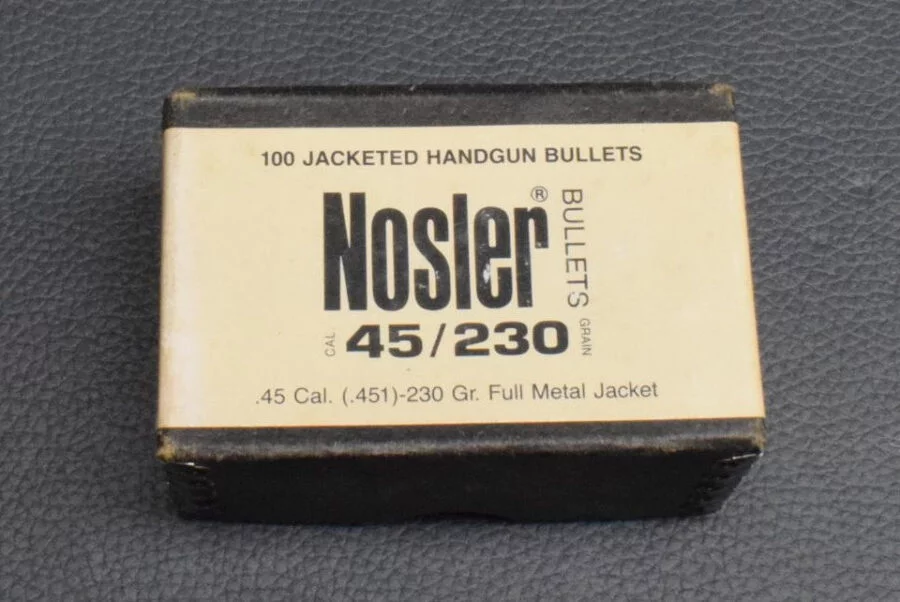 100 JACKETED HANDGUN BULLETS
Nosler®
BULLETS
CAL 45/230 GRAIN
.45 Cal. (.451)-230 Gr. Full Metal Jacket